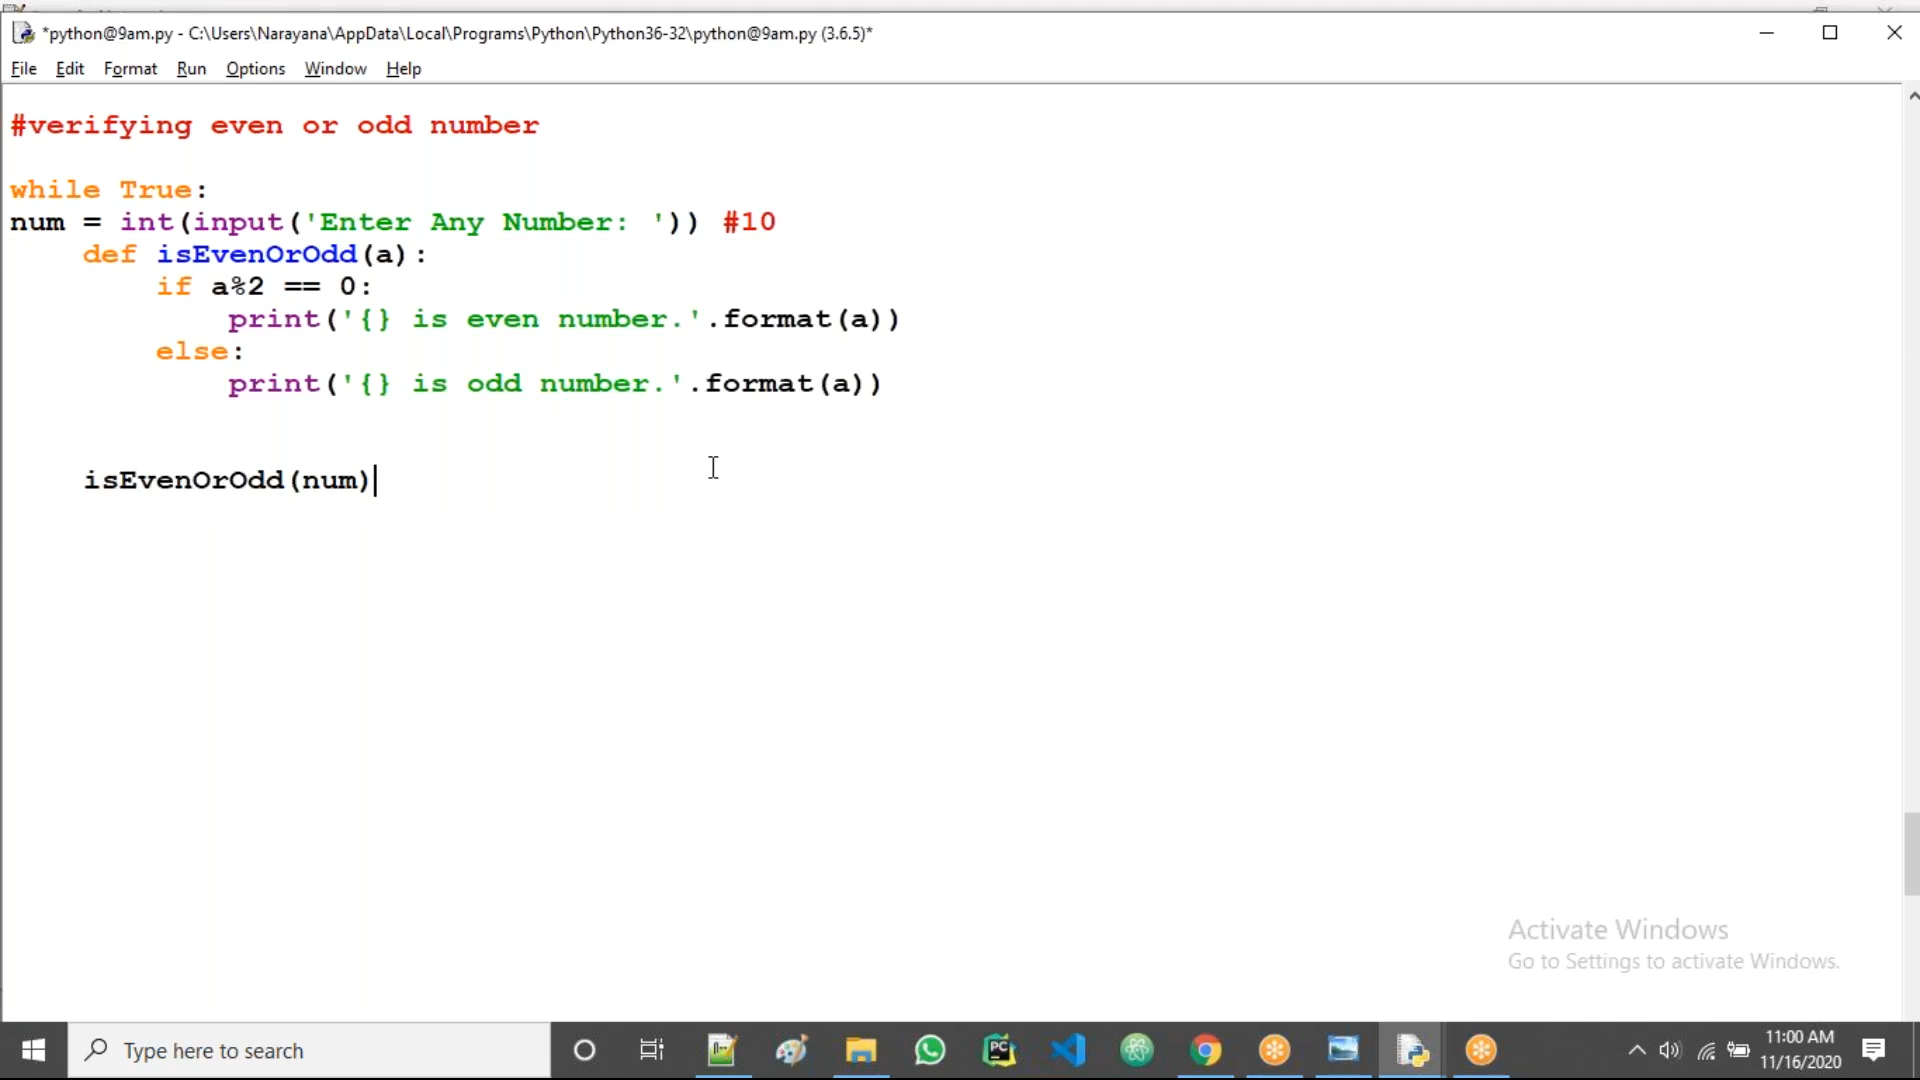 *python@9am.py - C:\Users\Narayana\AppData\Local\Programs\Python\Python36-32\python@9am.py (3.6.5)*
File Edit Format Run Options Window Help
#verifying even or odd number
while True:
num = int(input('Enter Any Number: ')) #10
    def isEvenOrOdd(a):
        if a%2 == 0:
            print('{} is even number.'.format(a))
        else:
            print('{} is odd number.'.format(a))
    isEvenOrOdd(num)
Activate Windows
Go to Settings to activate Windows.
Type here to search
PC
11:00 AM
11/16/2020